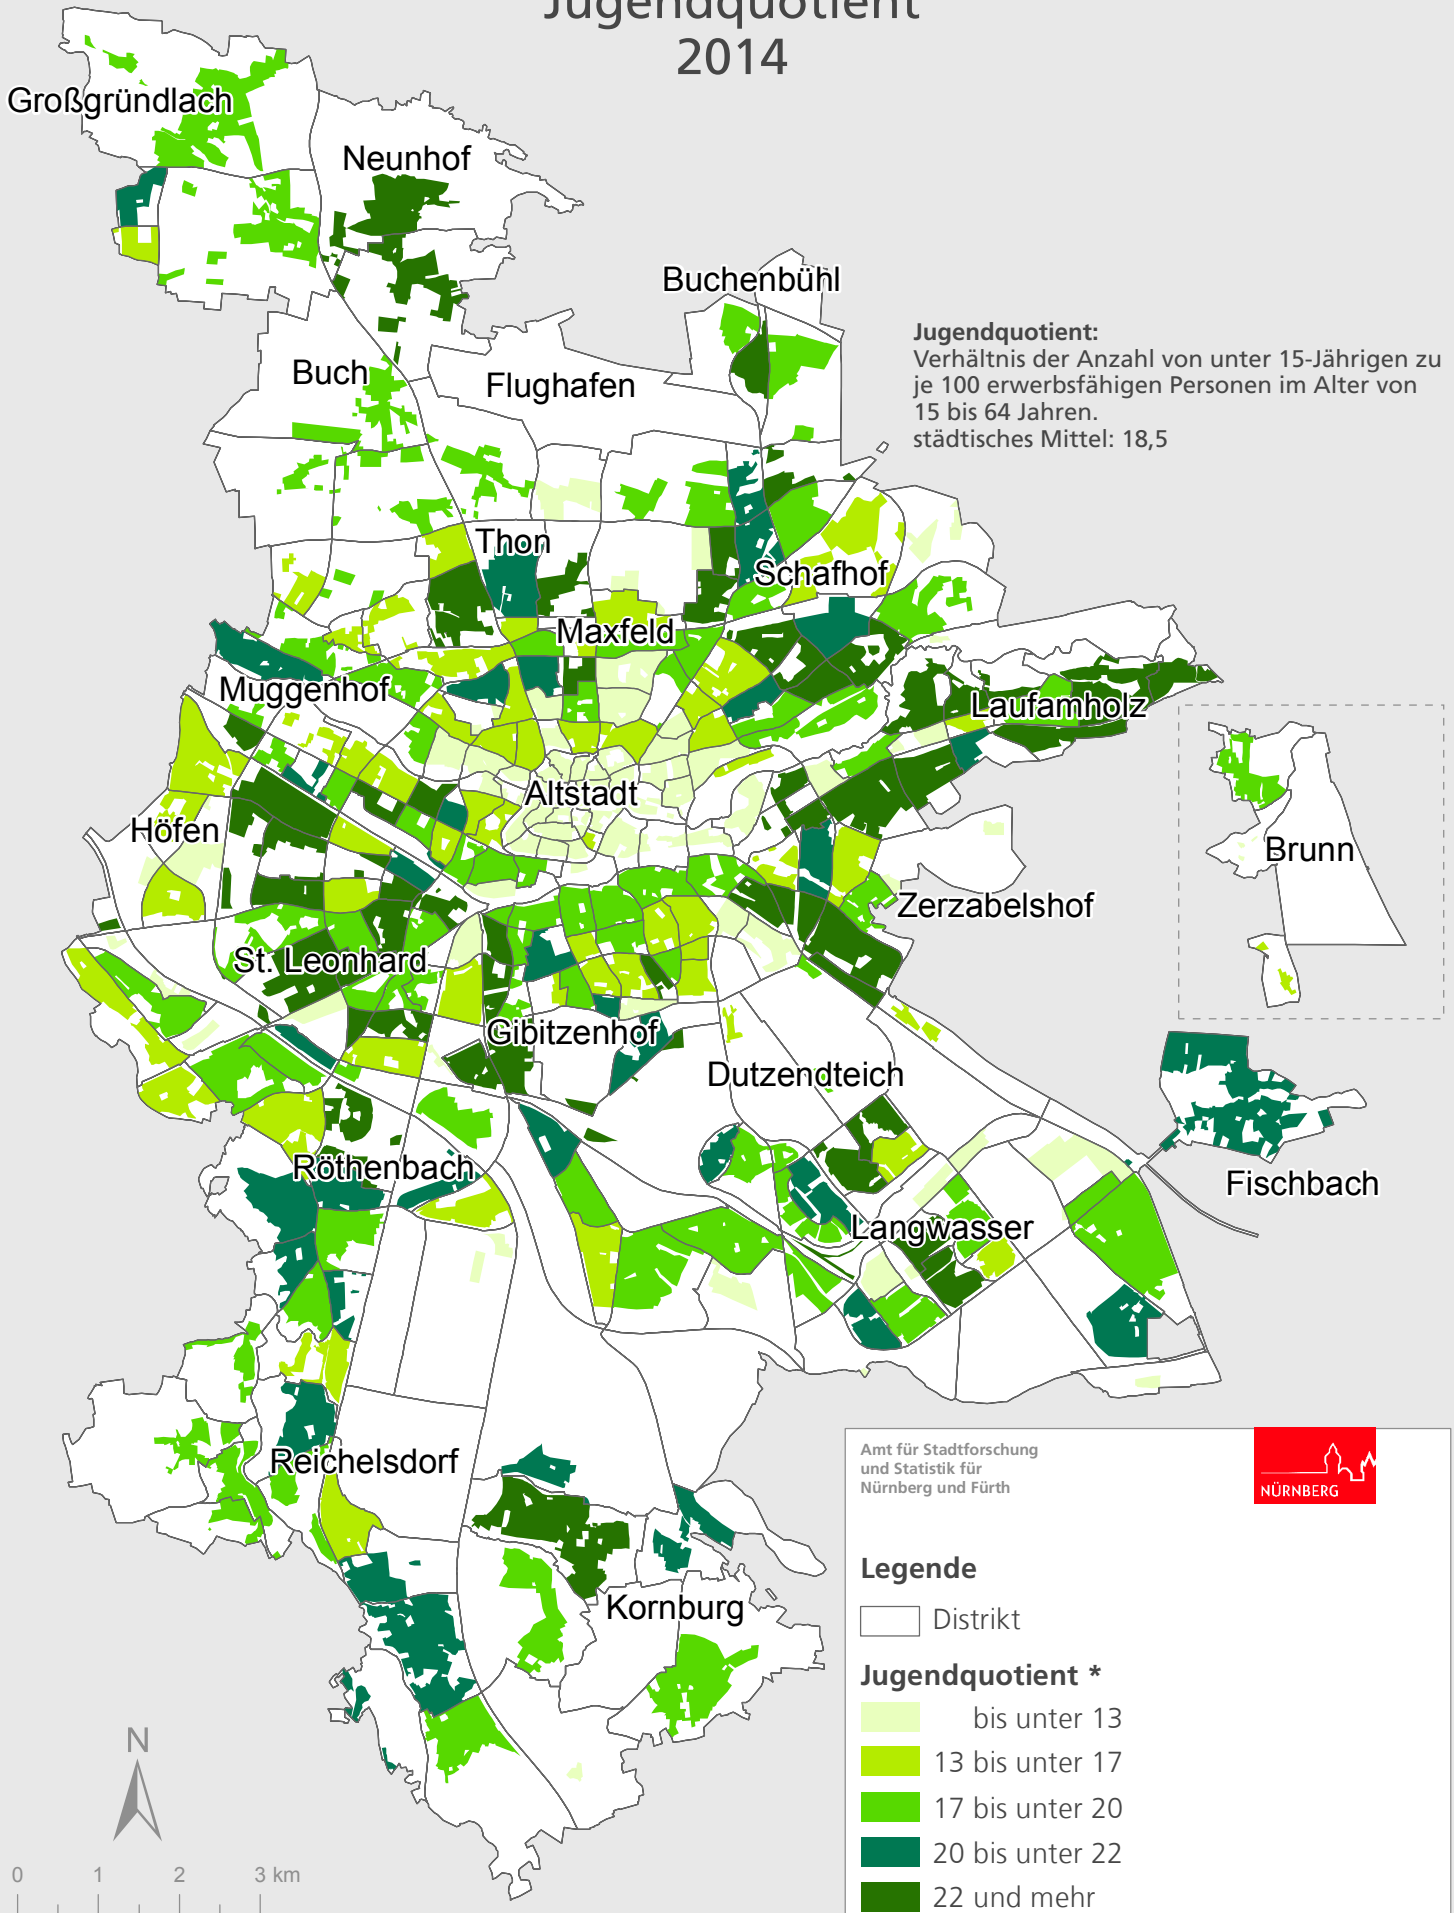 Jugendquotient
2014
Großgründlach
Neunhof
Buchenbühl
Jugendquotient:
Verhältnis der Anzahl von unter 15-Jährigen zu
je 100 erwerbsfähigen Personen im Alter von
15 bis 64 Jahren.
städtisches Mittel: 18,5
Buch
Flughafen
Thon
Schafhof
Maxfeld
Muggenhof
Laufamholz
Altstadt
Höfen
Brunn
Zerzabelshof
St. Leonhard
Gibitzenhof
Dutzendteich
Röthenbach
Fischbach
Langwasser
Reichelsdorf
Kornburg
Amt für Stadtforschung
und Statistik für
Nürnberg und Fürth
NÜRNBERG
Legende
Distrikt
Jugendquotient *
bis unter 13
13 bis unter 17
17 bis unter 20
20 bis unter 22
22 und mehr
N
0 1 2 3 km